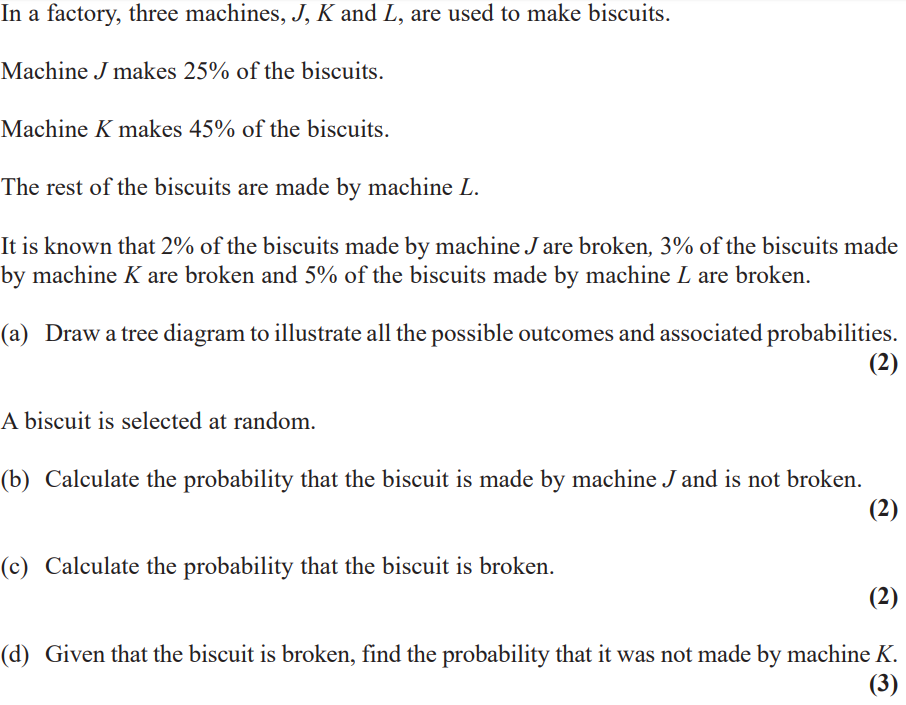 In a factory, three machines, J, K and L, are used to make biscuits.
Machine J makes 25% of the biscuits.
Machine K makes 45% of the biscuits.
The rest of the biscuits are made by machine L.
It is known that 2% of the biscuits made by machine J are broken, 3% of the biscuits made
by machine K are broken and 5% of the biscuits made by machine L are broken.
(a) Draw a tree diagram to illustrate all the possible outcomes and associated probabilities.
(2)
A biscuit is selected at random.
(b) Calculate the probability that the biscuit is made by machine J and is not broken.
(2)
(c) Calculate the probability that the biscuit is broken.
(2)
(d) Given that the biscuit is broken, find the probability that it was not made by machine K.
(3)